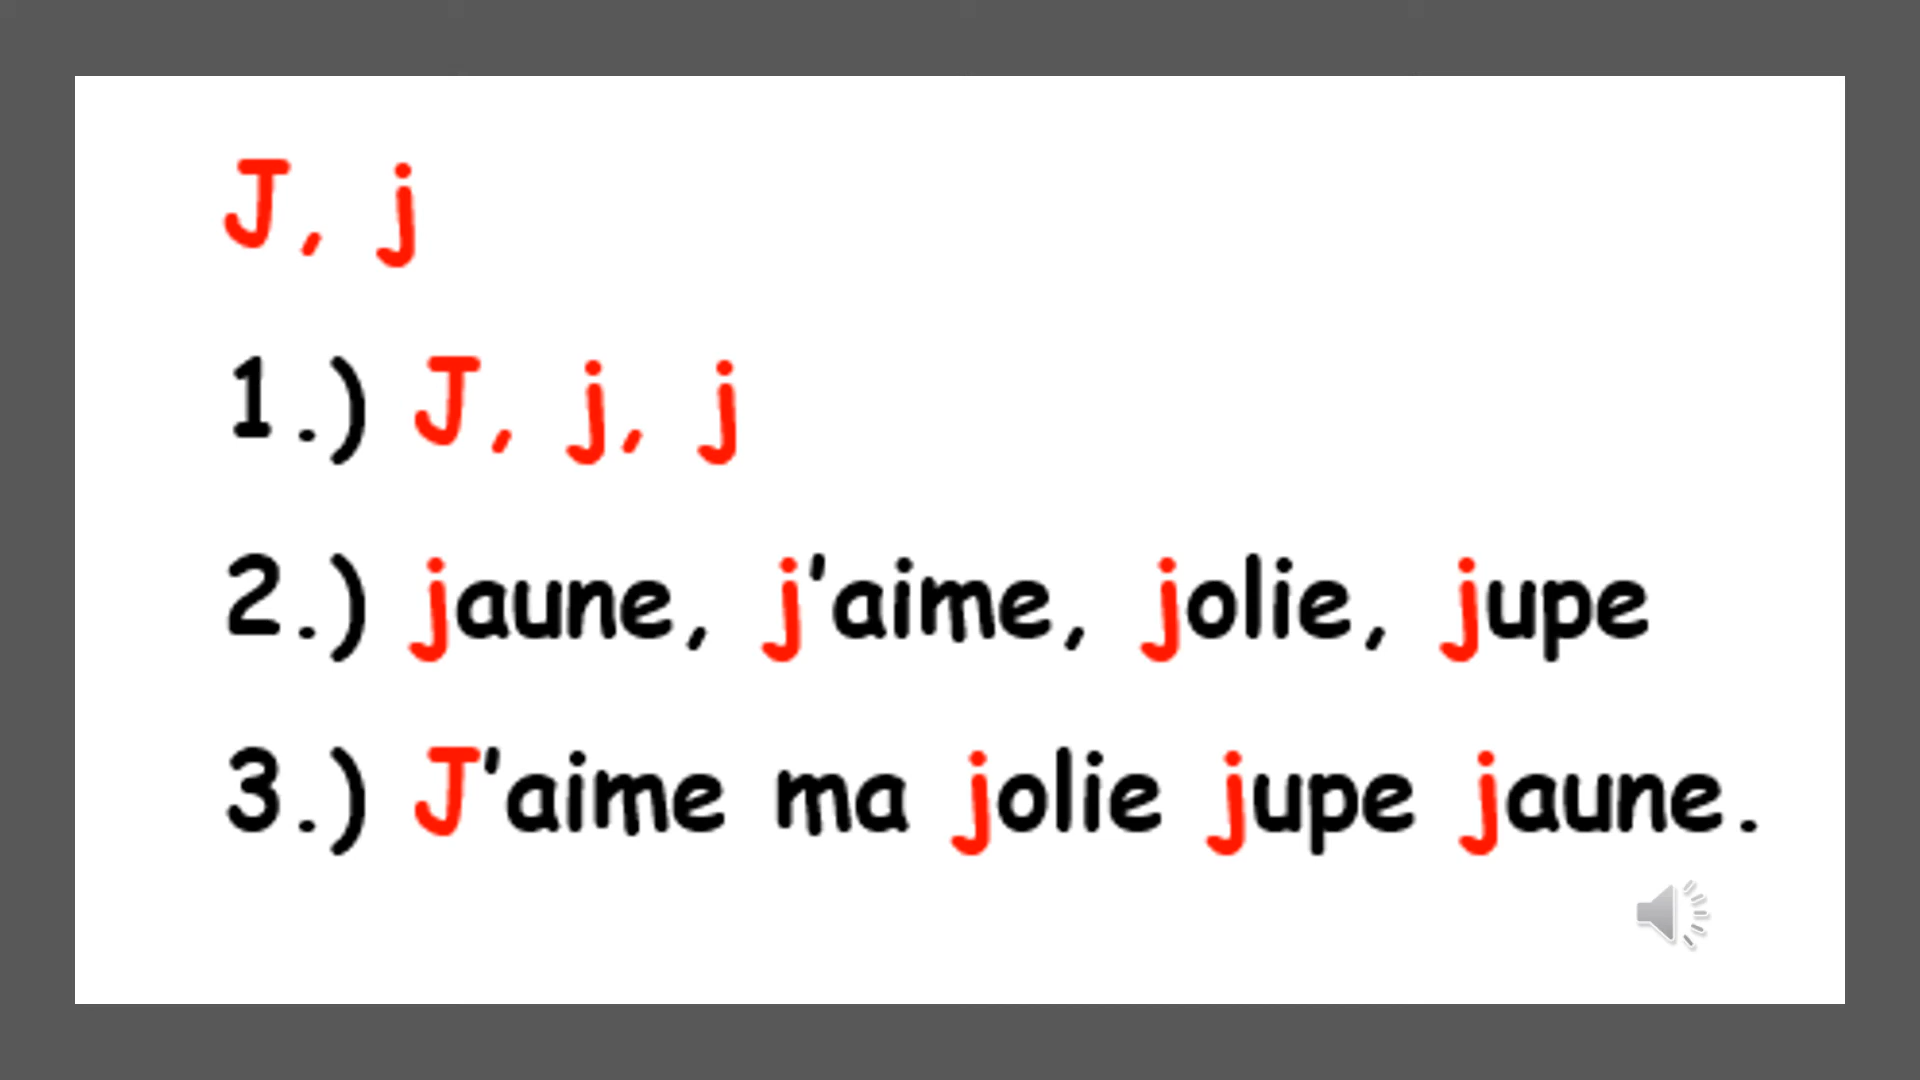 J, j
1.) J, j, j
2.) jaune, j'aime, jolie, jupe
3.) J'aime ma jolie jupe jaune.